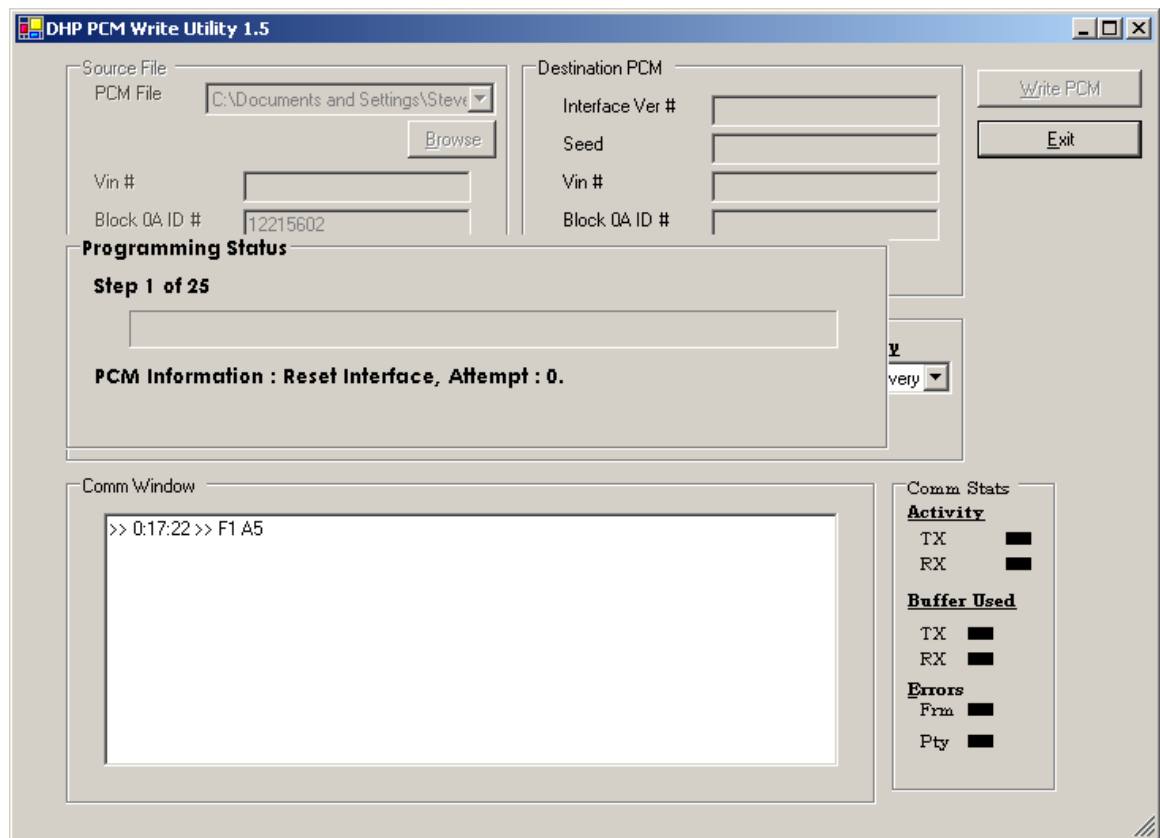 DHP PCM Write Utility 1.5
Source File
PCM File
C:\Documents and Settings\Steve
Browse
Vin #
Block 0A ID #
12215602
Destination PCM
Interface Ver #
Seed
Vin #
Block 0A ID #
Write PCM
Exit
Programming Status
Step 1 of 25
PCM Information : Reset Interface, Attempt : 0.
y
very
Comm Window
>> 0:17:22 >> F1 A5
Comm Stats
Activity
TX
RX
Buffer Used
TX
RX
Errors
Frm
Pty